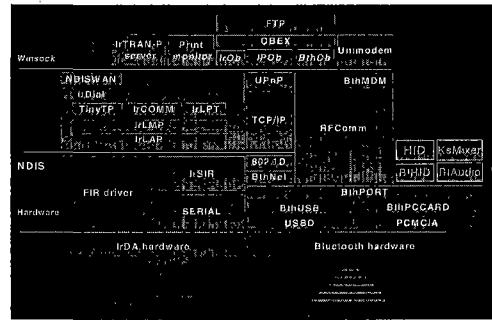 FTP
OBEX
IrTRAN-P server
Print monitor
IrOb
IPOb
BthOb
Unimodem
Winsock
NDISWAN
UPnP
BthMDM
IrDial
TinyTP
IrCOMM
IrLPT
TCP/IP
IrLMP
RFComm
IrLAP
HID
KsMixer
NDIS
802.1D
IrSIR
BthNet
BtHID
BtAudio
FIR driver
BthPORT
Hardware
SERIAL
BthUSB
BthPCCARD
USBD
PCMCIA
IrDA hardware
Bluetooth hardware